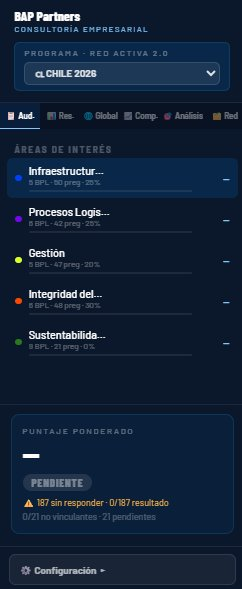 BAP Partners
CONSULTORÍA EMPRESARIAL
PROGRAMA · RED ACTIVA 2.0
CL CHILE 2026
Aud. Res. Global Comp. Análisis Red
ÁREAS DE INTERÉS
Infraestructur... —
5 BPL · 50 preg · 25%
Procesos Logís... —
6 BPL · 42 preg · 25%
Gestión —
5 BPL · 47 preg · 20%
Integridad del... —
6 BPL · 48 preg · 30%
Sustentabilida... —
9 BPL · 21 preg · 0%
PUNTAJE PONDERADO
—
PENDIENTE
⚠ 187 sin responder · 0/187 resultado
0/21 no vinculantes · 21 pendientes
Configuración ►